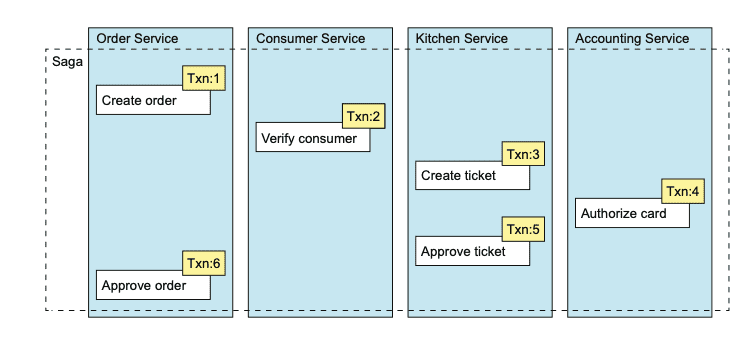 Order Service
Consumer Service
Kitchen Service
Accounting Service
Saga
Txn:1
Create order
Txn:2
Verify consumer
Txn:3
Create ticket
Txn:4
Authorize card
Txn:5
Approve ticket
Txn:6
Approve order